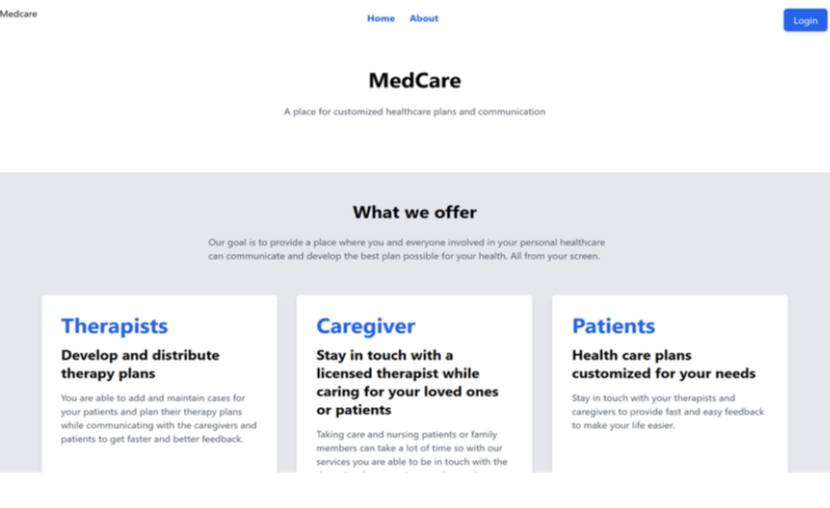 Medcare
Home About
Login
MedCare
A place for customized healthcare plans and communication
What we offer
Our goal is to provide a place where you and everyone involved in your personal healthcare
can communicate and develop the best plan possible for your health. All from your screen.
Therapists
Develop and distribute
therapy plans
You are able to add and maintain cases for
your patients and plan their therapy plans
while communicating with the caregivers and
patients to get faster and better feedback.
Caregiver
Stay in touch with a
licensed therapist while
caring for your loved ones
or patients
Taking care and nursing patients or family
members can take a lot of time so with our
services you are able to be in touch with the
Patients
Health care plans
customized for your needs
Stay in touch with your therapists and
caregivers to provide fast and easy feedback
to make your life easier.